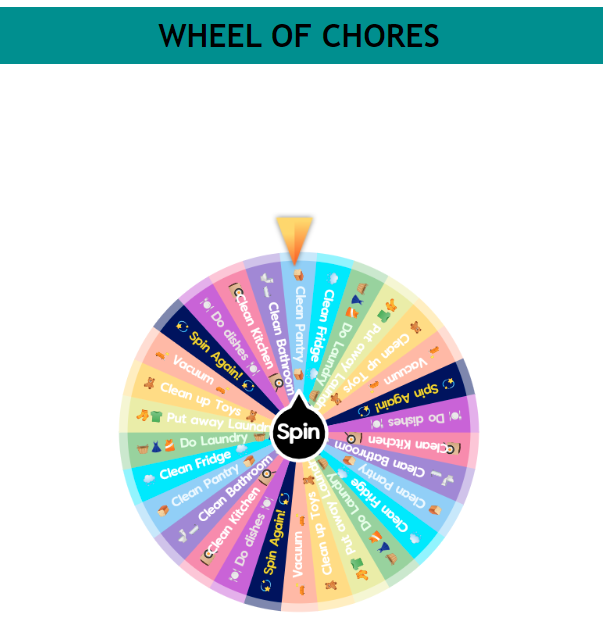 WHEEL OF CHORES
Clean Pantry
Clean Fridge
Do Laundry
Put away Laundr
Clean up Toys
Vacuum
Spin Again!
Do dishes
Clean Kitchen
Clean Bathroom
Clean Pantry
Clean Fridge
Do Laundry
Put away Laundr
Clean up Toys
Vacuum
Spin Again!
Do dishes
Clean Kitchen
Clean Bathroom
Clean Pantry
Clean Fridge
Do Laundry
Put away Laundr
Clean up Toys
Vacuum
Spin Again!
Do dishes
Clean Kitchen
Clean Bathroom
Spin